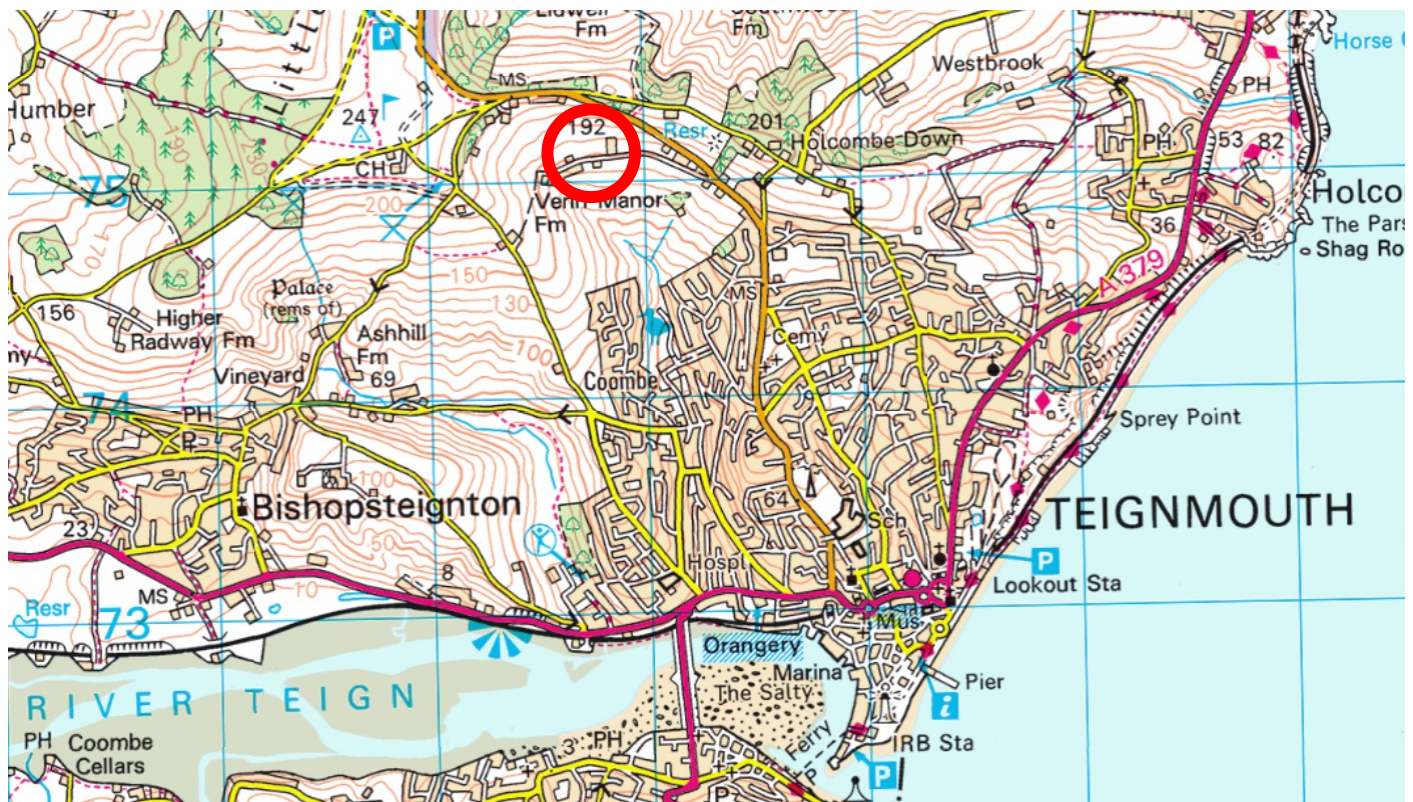 Lidwell
Fm
Fm
Horse
Humber
Little
P
MS
Westbrook
PH
247
192
Resr
201
Holcombe Down
PH
53
82
CH
75
200
190
230
170
Venn Manor
Fm
Holco
The Pars
Shag Ro
36
A 379
150
130
100
MS
156
Higher
Radway Fm
Palace
(rems of)
Ashhill
Fm
69
Vineyard
Cemy
Coombe
my
74
PH
P
Sprey Point
100
Bishopsteignton
TEIGNMOUTH
64
Sch
23
50
Hospl
P
Lookout Sta
MS
10
8
Resr
73
Mus
Orangery
Marina
The Salty
Pier
i
RIVER TEIGN
PH
Coombe
Cellars
3
PH
Ferry
IRB Sta
P
P